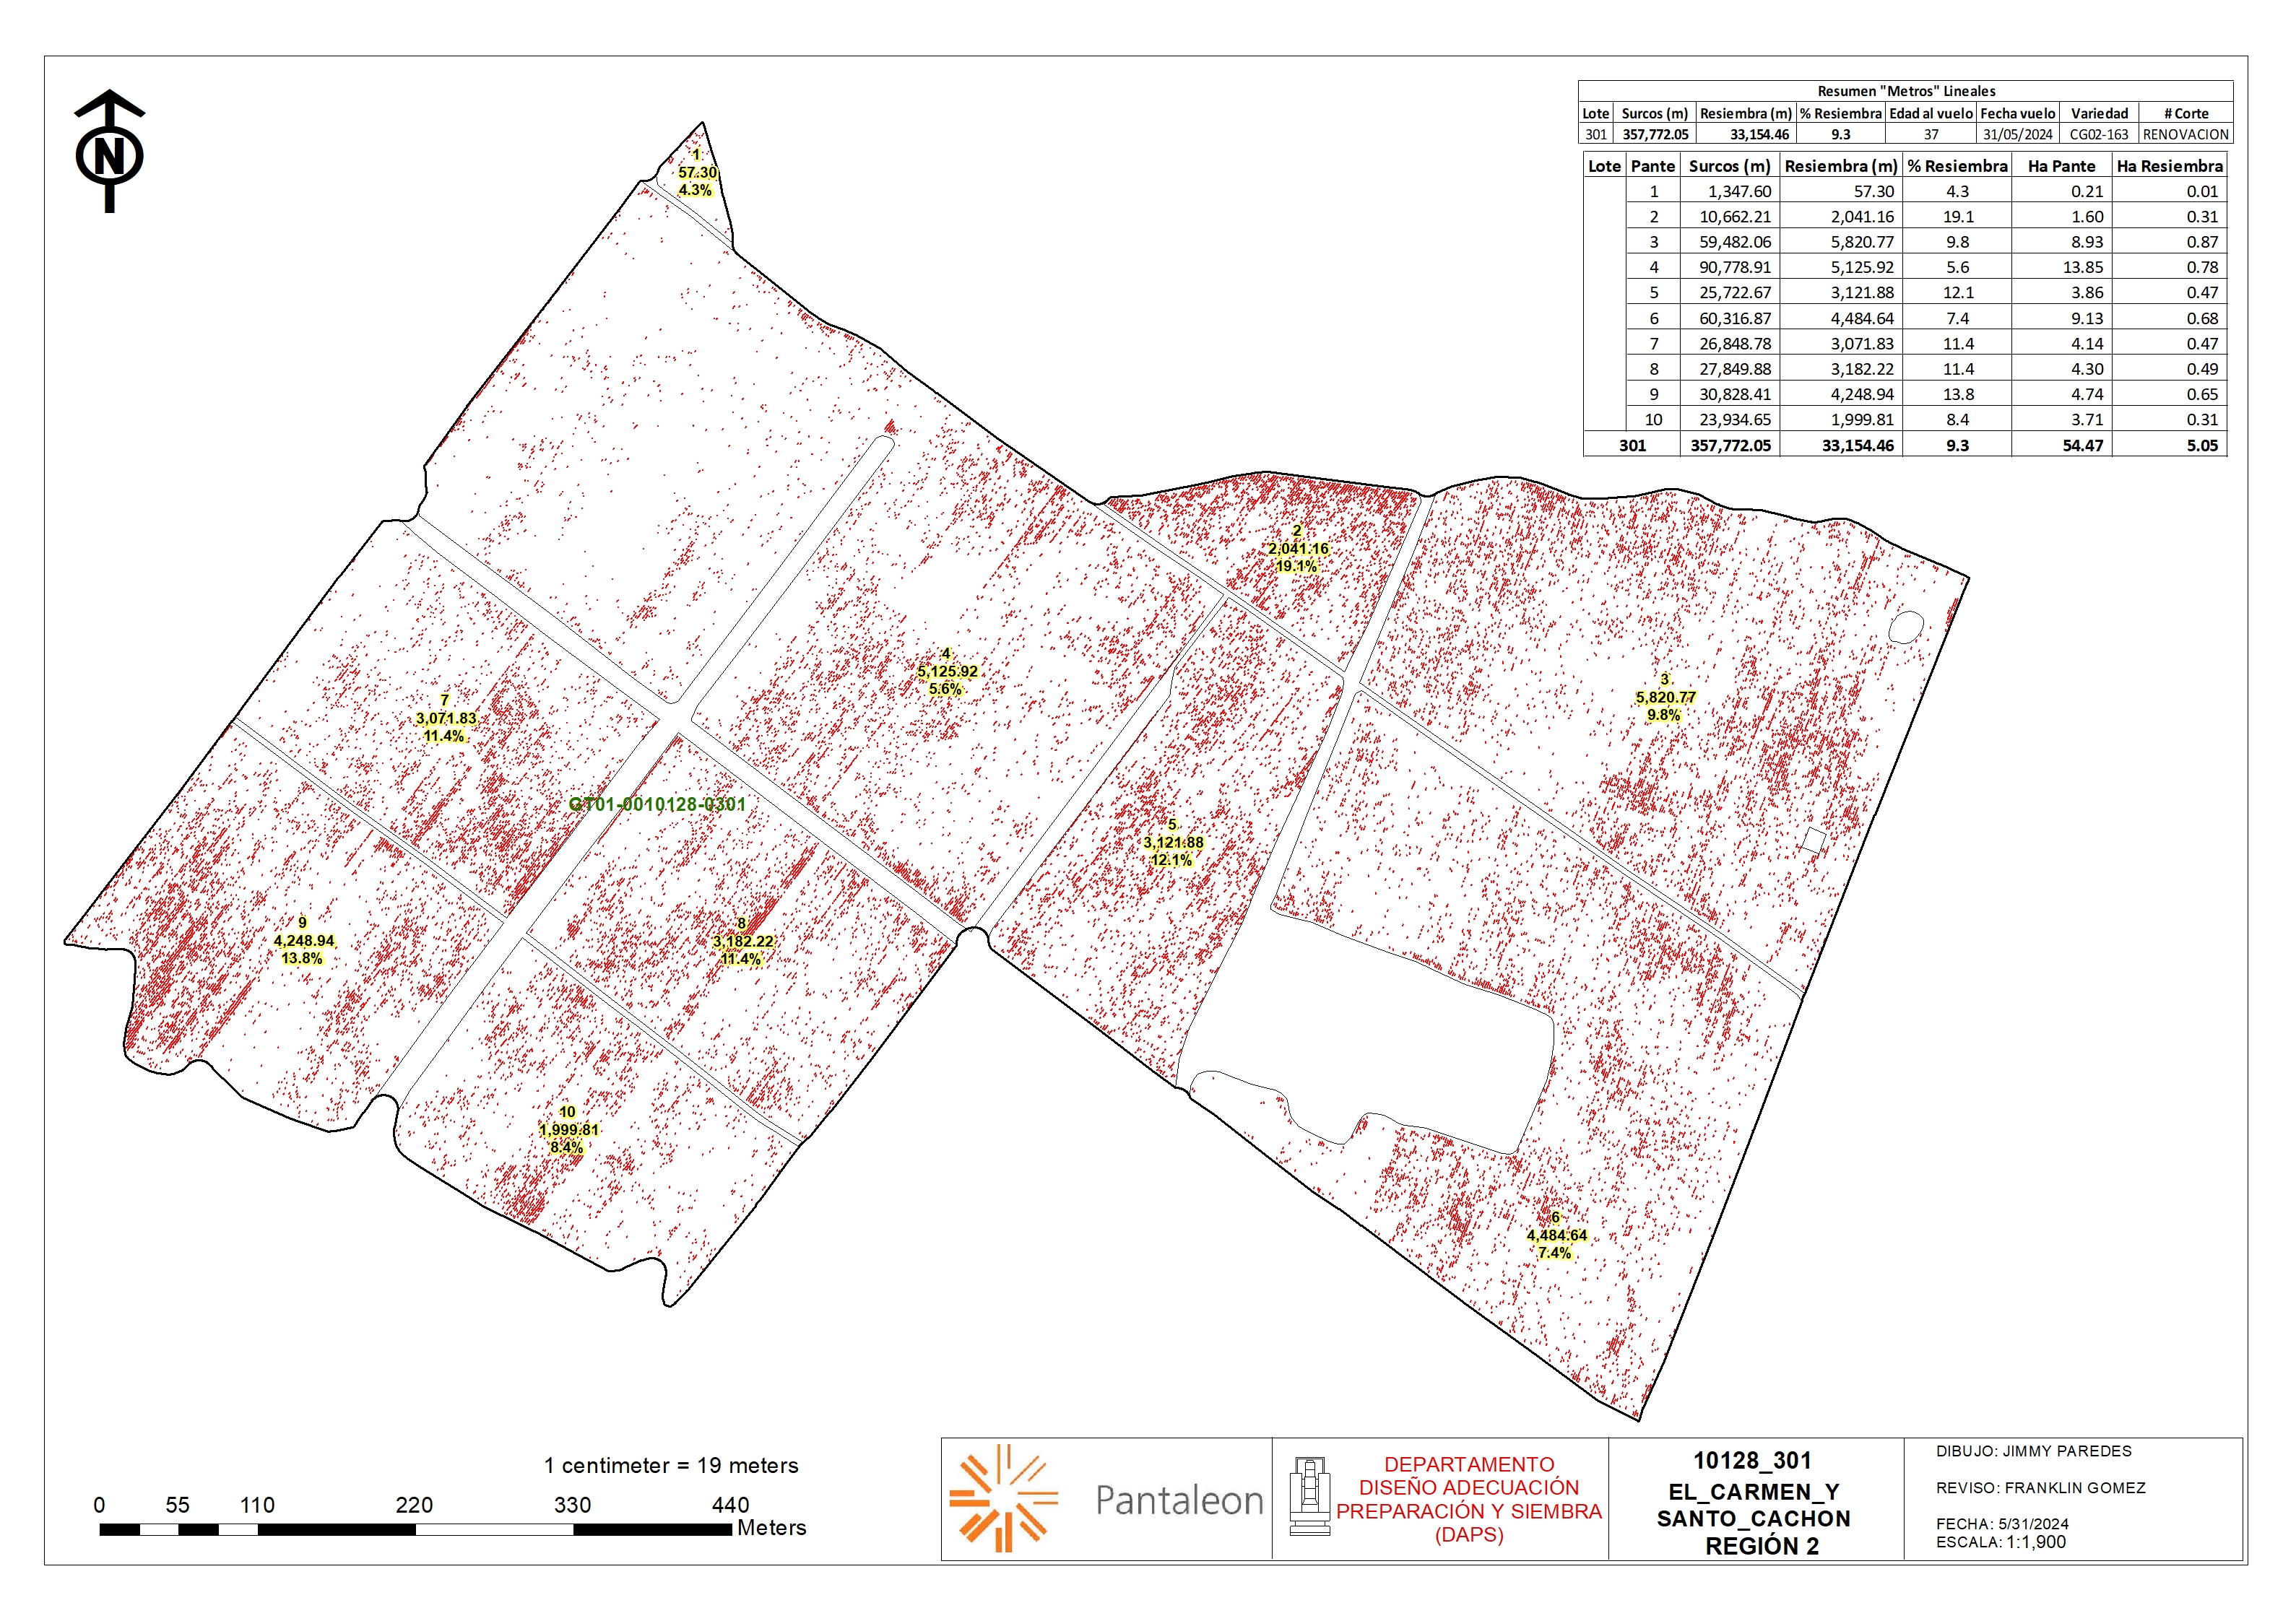 N
Resumen "Metros" Lineales
Lote Surcos (m) Resiembra (m) % Resiembra Edad al vuelo Fecha vuelo Variedad # Corte
301 357,772.05 33,154.46 9.3 37 31/05/2024 CG02-163 RENOVACION
Lote Pante Surcos (m) Resiembra (m) % Resiembra Ha Pante Ha Resiembra
1 1,347.60 57.30 4.3 0.21 0.01
2 10,662.21 2,041.16 19.1 1.60 0.31
3 59,482.06 5,820.77 9.8 8.93 0.87
4 90,778.91 5,125.92 5.6 13.85 0.78
5 25,722.67 3,121.88 12.1 3.86 0.47
6 60,316.87 4,484.64 7.4 9.13 0.68
7 26,848.78 3,071.83 11.4 4.14 0.47
8 27,849.88 3,182.22 11.4 4.30 0.49
9 30,828.41 4,248.94 13.8 4.74 0.65
10 23,934.65 1,999.81 8.4 3.71 0.31
301 357,772.05 33,154.46 9.3 54.47 5.05
1
57.30
4.3%
2
2,041.16
19.1%
4
5,125.92
5.6%
3
5,820.77
9.8%
7
3,071.83
11.4%
GT01-0010128-0301
5
3,121.88
12.1%
9
4,248.94
13.8%
8
3,182.22
11.4%
10
1,999.81
8.4%
6
4,484.64
7.4%
1 centimeter = 19 meters
0 55 110 220 330 440
Meters
Pantaleon
DEPARTAMENTO
DISEÑO ADECUACIÓN
PREPARACIÓN Y SIEMBRA
(DAPS)
10128_301
EL_CARMEN_Y
SANTO_CACHON
REGIÓN 2
DIBUJO: JIMMY PAREDES
REVISO: FRANKLIN GOMEZ
FECHA: 5/31/2024
ESCALA: 1:1,900